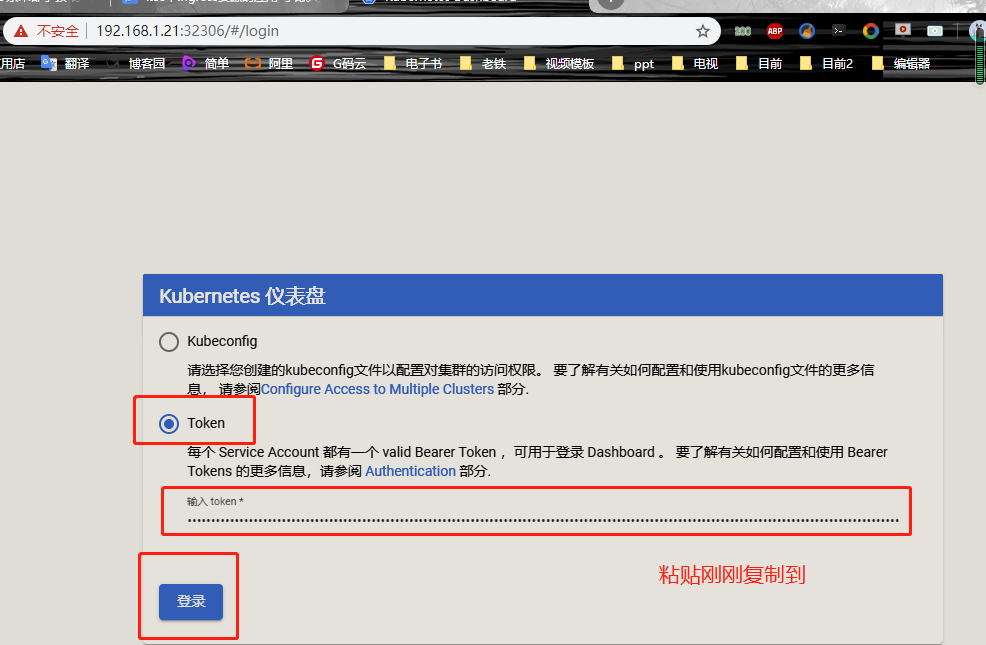 Kubernetes Dashboard
不安全 192.168.1.21:32306/#/login ABP
用店 翻译 博客园 简单 阿里 G码云 电子书 老铁 视频模板 ppt 电视 目前 目前2 编辑器
Kubernetes 仪表盘
Kubeconfig
请选择您创建的kubeconfig文件以配置对集群的访问权限。 要了解有关如何配置和使用kubeconfig文件的更多信
息， 请参阅Configure Access to Multiple Clusters 部分.
Token
每个 Service Account 都有一个 valid Bearer Token ，可用于登录 Dashboard 。 要了解有关如何配置和使用 Bearer
Tokens 的更多信息，请参阅 Authentication 部分.
输入 token *
粘贴刚刚复制到
登录